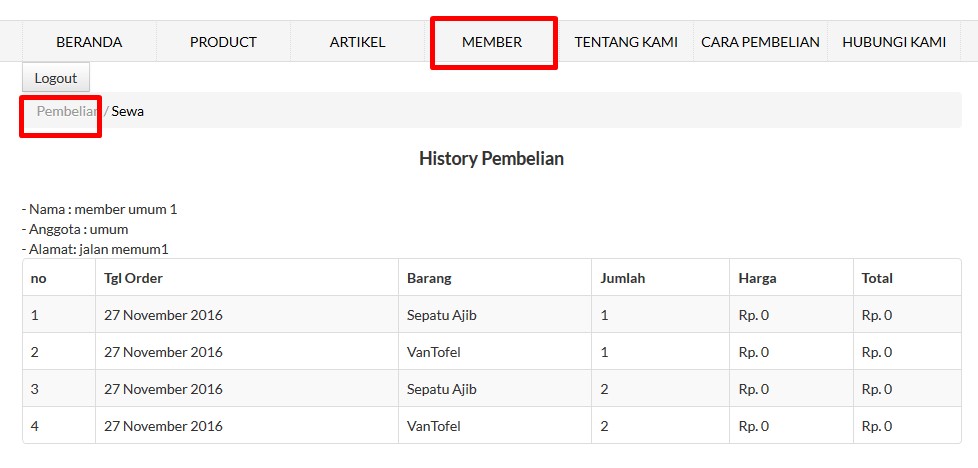 BERANDA PRODUCT ARTIKEL MEMBER TENTANG KAMI CARA PEMBELIAN HUBUNGI KAMI
Logout
Pembelian / Sewa
History Pembelian
- Nama : member umum 1
- Anggota : umum
- Alamat: jalan memum1
no Tgl Order Barang Jumlah Harga Total
1 27 November 2016 Sepatu Ajib 1 Rp. 0 Rp. 0
2 27 November 2016 VanTofel 1 Rp. 0 Rp. 0
3 27 November 2016 Sepatu Ajib 2 Rp. 0 Rp. 0
4 27 November 2016 VanTofel 2 Rp. 0 Rp. 0